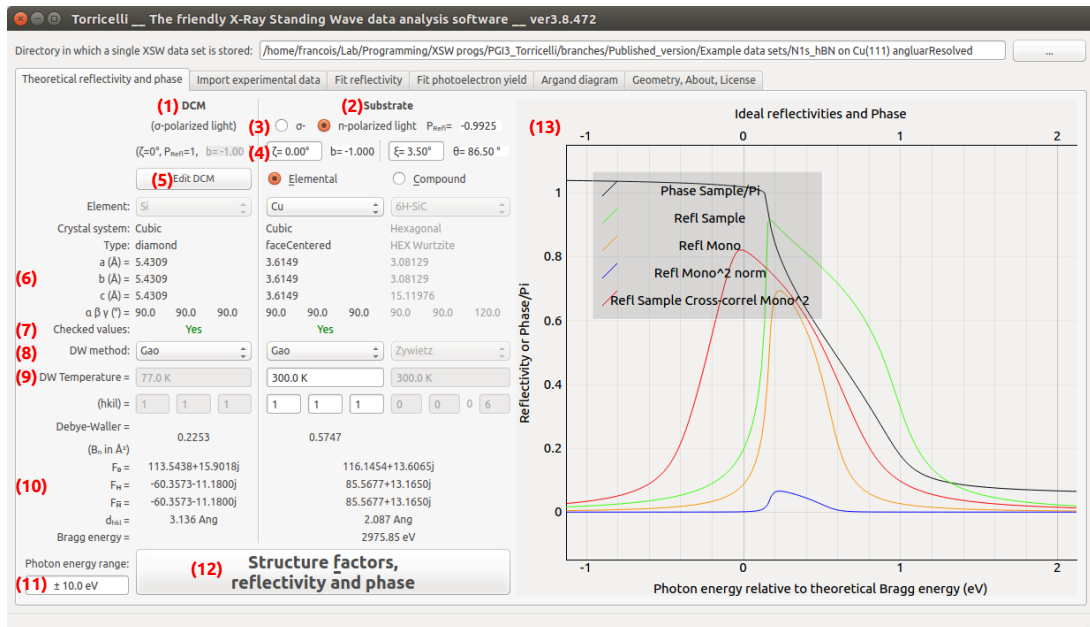 Torricelli __ The friendly X-Ray Standing Wave data analysis software __ ver3.8.472
Directory in which a single XSW data set is stored: /home/francois/Lab/Programming/XSW progs/PGI3_Torricelli/branches/Published_version/Example data sets/N1s_hBN on Cu(111) angluarResolved ...
Theoretical reflectivity and phase Import experimental data Fit reflectivity Fit photoelectron yield Argand diagram Geometry, About, License
(1) DCM (2) Substrate
(σ-polarized light) (3) σ- π-polarized light P_Refl= -0.9925
(ζ=0°, P_Refl=1, b= -1.00 (4) ζ= 0.00° b= -1.000 ξ= 3.50° θ= 86.50 °
(5) Edit DCM Elemental Compound
Element: Si Cu 6H-SiC
Crystal system: Cubic Cubic Hexagonal
Type: diamond faceCentered HEX Wurtzite
a (Å) = 5.4309 3.6149 3.08129
(6) b (Å) = 5.4309 3.6149 3.08129
c (Å) = 5.4309 3.6149 15.11976
α β γ (°) = 90.0 90.0 90.0 90.0 90.0 90.0 90.0 90.0 120.0
(7) Checked values: Yes Yes
(8) DW method: Gao Gao Zywietz
(9) DW Temperature = 77.0 K 300.0 K 300.0 K
(hkil) = 1 1 1 1 1 1 0 0 0 6
Debye-Waller =
0.2253 0.5747
(Bₙ in Å²)
F₀ = 113.5438+15.9018j 116.1454+13.6065j
(10) F_H = -60.3573-11.1800j 85.5677+13.1650j
F_H̄ = -60.3573-11.1800j 85.5677+13.1650j
d_hkl = 3.136 Ang 2.087 Ang
Bragg energy = 2975.85 eV
Photon energy range:
(11) ± 10.0 eV
(12) Structure factors,
reflectivity and phase
(13) Ideal reflectivities and Phase
-1 0 1 2
Phase Sample/Pi
Refl Sample
Refl Mono
Refl Mono^2 norm
Refl Sample Cross-correl Mono^2
1
0.8
0.6
0.4
0.2
0
Reflectivity or Phase/Pi
-1 0 1 2
Photon energy relative to theoretical Bragg energy (eV)